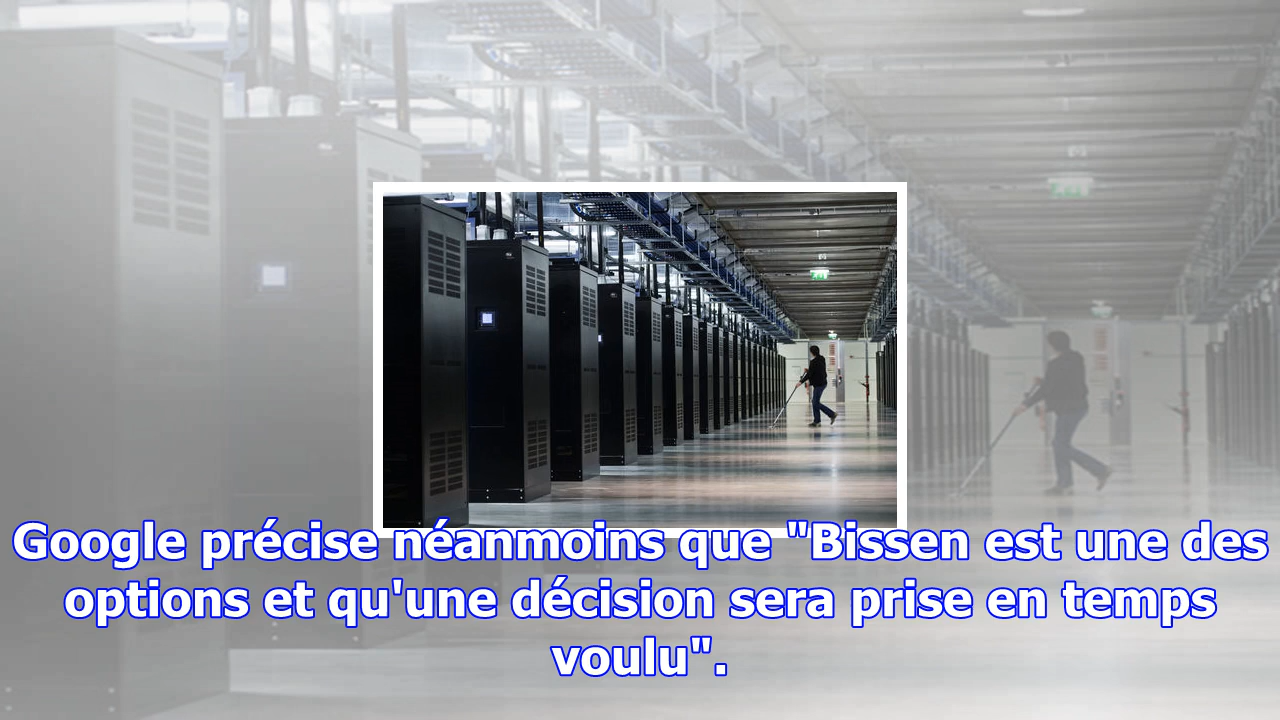 Google précise néanmoins que "Bissen est une des
options et qu'une décision sera prise en temps
voulu".